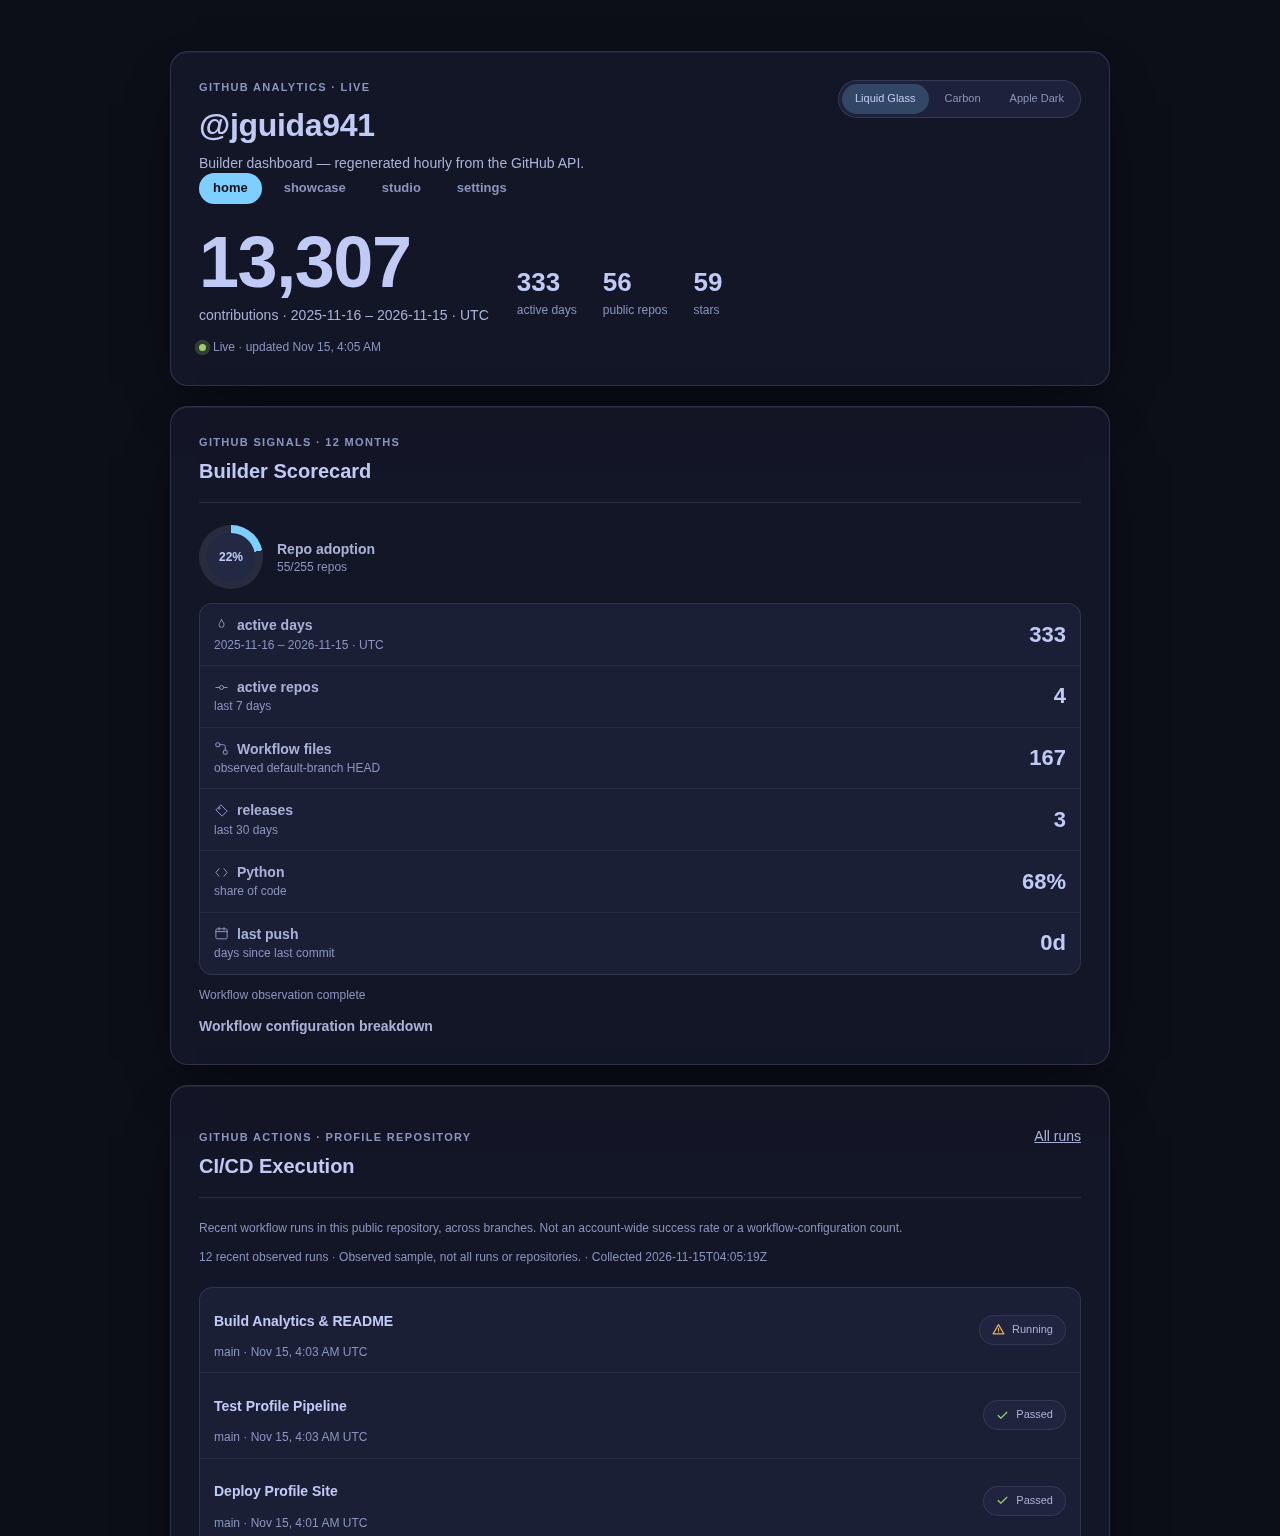 GITHUB ANALYTICS · LIVE
Liquid Glass Carbon Apple Dark
@jguida941
Builder dashboard — regenerated hourly from the GitHub API.
home showcase studio settings
13,307
contributions · 2025-11-16 – 2026-11-15 · UTC
333
active days
56
public repos
59
stars
Live · updated Nov 15, 4:05 AM
GITHUB SIGNALS · 12 MONTHS
Builder Scorecard
22%
Repo adoption
55/255 repos
active days
2025-11-16 – 2026-11-15 · UTC
333
active repos
last 7 days
4
Workflow files
observed default-branch HEAD
167
releases
last 30 days
3
Python
share of code
68%
last push
days since last commit
0d
Workflow observation complete
Workflow configuration breakdown
GITHUB ACTIONS · PROFILE REPOSITORY
All runs
CI/CD Execution
Recent workflow runs in this public repository, across branches. Not an account-wide success rate or a workflow-configuration count.
12 recent observed runs · Observed sample, not all runs or repositories. · Collected 2026-11-15T04:05:19Z
Build Analytics & README
main · Nov 15, 4:03 AM UTC
Running
Test Profile Pipeline
main · Nov 15, 4:03 AM UTC
Passed
Deploy Profile Site
main · Nov 15, 4:01 AM UTC
Passed